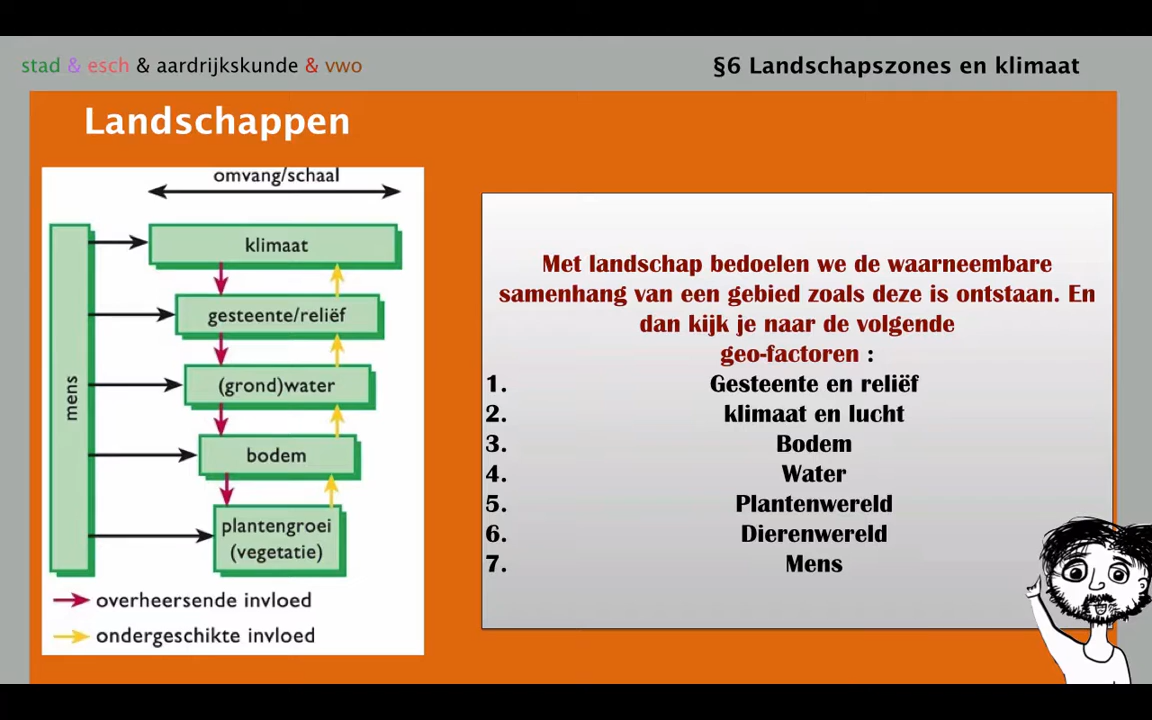 stad & esch & aardrijkskunde & vwo
§6 Landschapszones en klimaat
Landschappen
omvang/schaal
mens
klimaat
gesteente/reliëf
(grond)water
bodem
plantengroei
(vegetatie)
overheersende invloed
ondergeschikte invloed
Met landschap bedoelen we de waarneembare
samenhang van een gebied zoals deze is ontstaan. En
dan kijk je naar de volgende
geo-factoren :
1. Gesteente en reliëf
2. klimaat en lucht
3. Bodem
4. Water
5. Plantenwereld
6. Dierenwereld
7. Mens